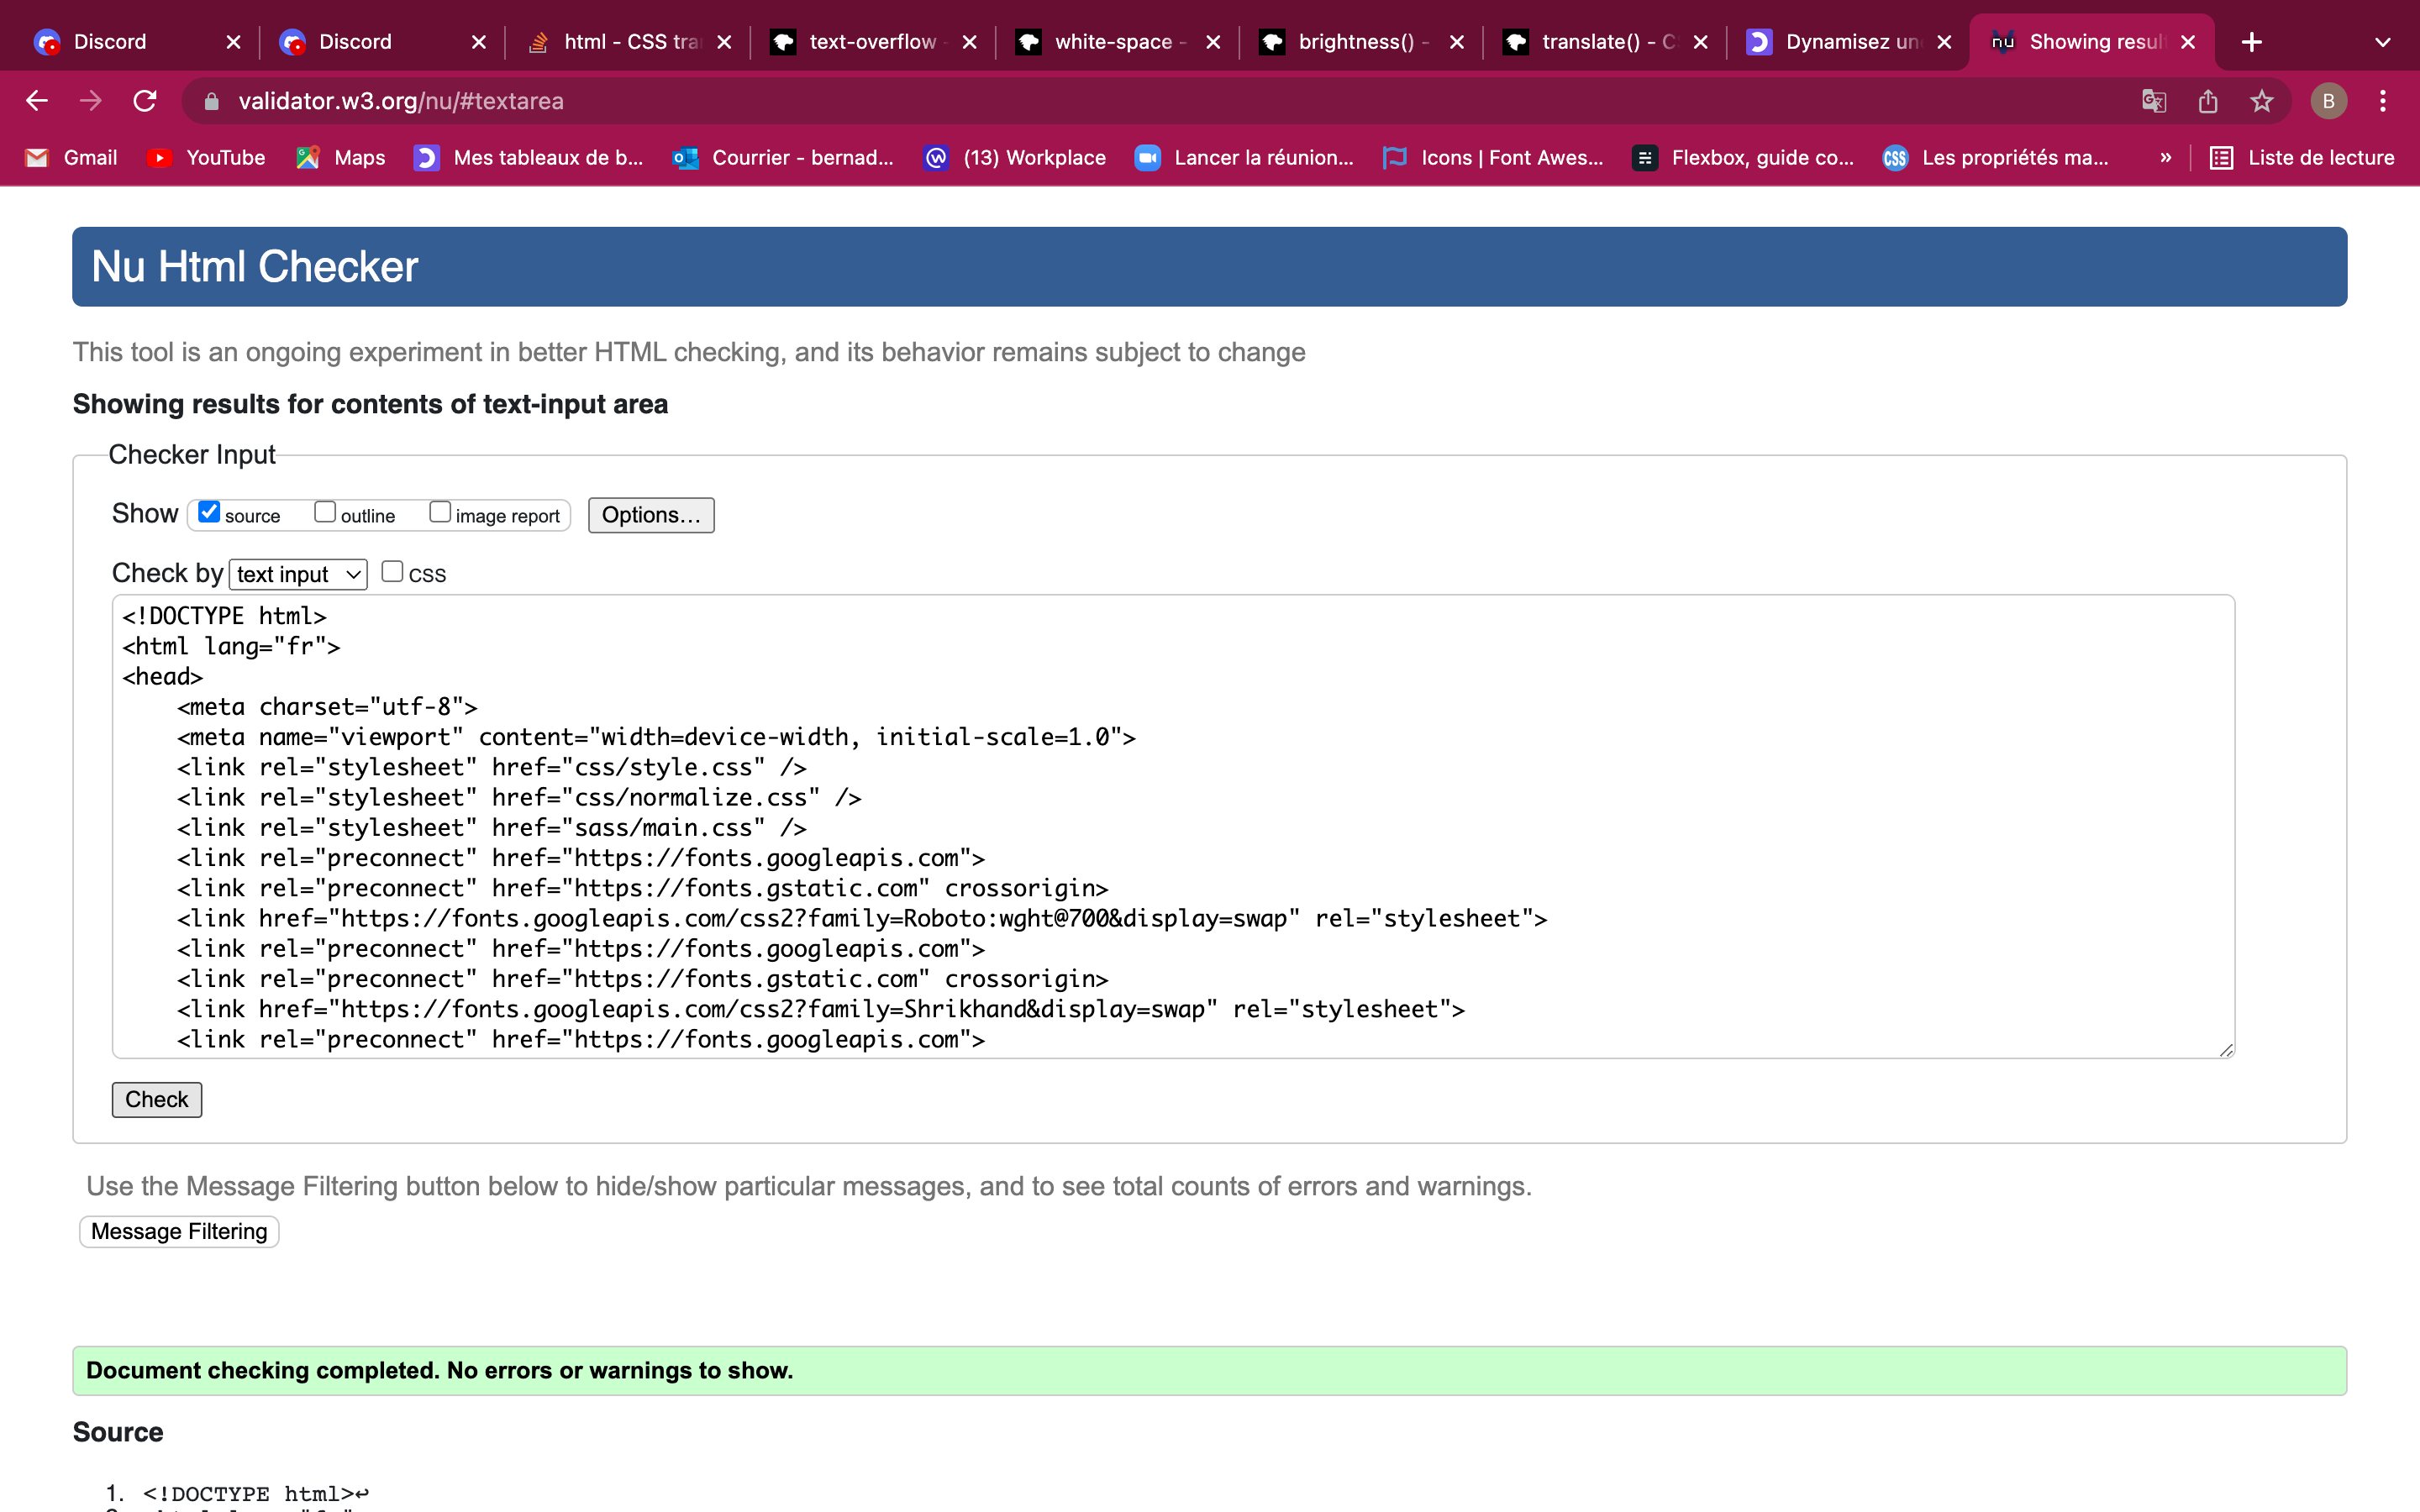 Discord
Discord
html - CSS tra
text-overflow -
white-space -
brightness() -
translate() - C
Dynamisez un
Showing resul
validator.w3.org/nu/#textarea
B
Gmail
YouTube
Maps
Mes tableaux de b...
Courrier – bernad...
(13) Workplace
Lancer la réunion...
Icons | Font Awes...
Flexbox, guide co...
Les propriétés ma...
»
Liste de lecture
Nu Html Checker
This tool is an ongoing experiment in better HTML checking, and its behavior remains subject to change
Showing results for contents of text-input area
Checker Input
Show source outline image report Options...
Check by text input CSS
<!DOCTYPE html>
<html lang="fr">
<head>
<meta charset="utf-8">
<meta name="viewport" content="width=device-width, initial-scale=1.0">
<link rel="stylesheet" href="css/style.css" />
<link rel="stylesheet" href="css/normalize.css" />
<link rel="stylesheet" href="sass/main.css" />
<link rel="preconnect" href="https://fonts.googleapis.com">
<link rel="preconnect" href="https://fonts.gstatic.com" crossorigin>
<link href="https://fonts.googleapis.com/css2?family=Roboto:wght@700&display=swap" rel="stylesheet">
<link rel="preconnect" href="https://fonts.googleapis.com">
<link rel="preconnect" href="https://fonts.gstatic.com" crossorigin>
<link href="https://fonts.googleapis.com/css2?family=Shrikhand&display=swap" rel="stylesheet">
<link rel="preconnect" href="https://fonts.googleapis.com">
Check
Use the Message Filtering button below to hide/show particular messages, and to see total counts of errors and warnings.
Message Filtering
Document checking completed. No errors or warnings to show.
Source
1. <!DOCTYPE html>↩